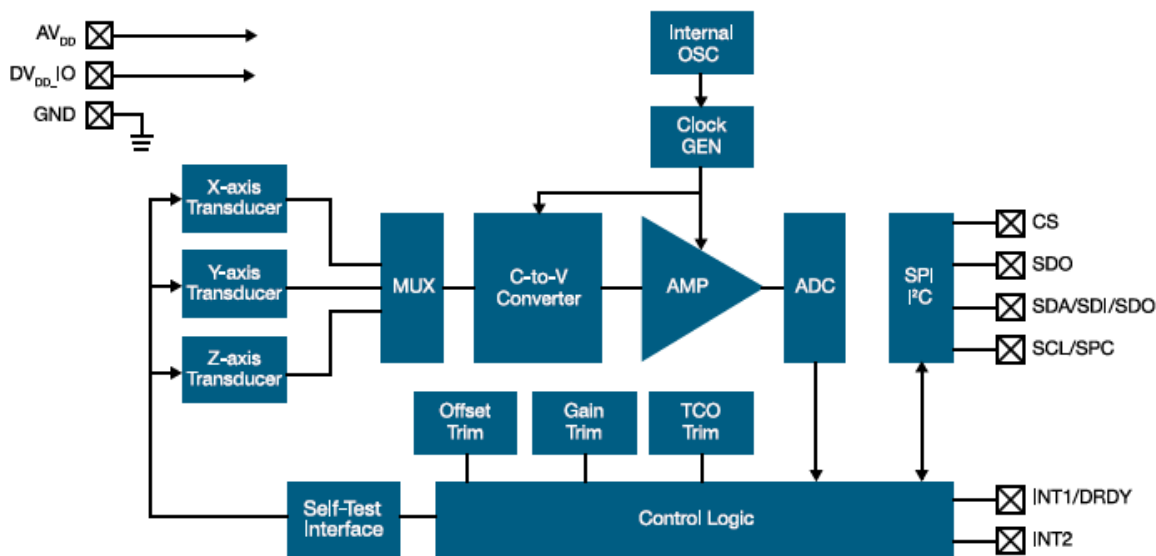 AVDD
DVDD_IO
GND
Internal
OSC
Clock
GEN
X-axis
Transducer
Y-axis
Transducer
Z-axis
Transducer
MUX
C-to-V
Converter
AMP
ADC
SPI
I²C
CS
SDO
SDA/SDI/SDO
SCL/SPC
Offset
Trim
Gain
Trim
TCO
Trim
Self-Test
Interface
Control Logic
INT1/DRDY
INT2